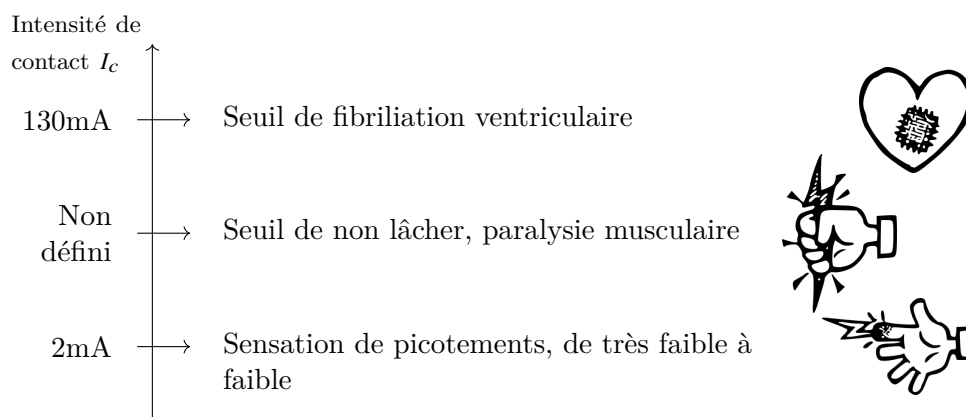 Intensité de
contact I_c
130mA
Seuil de fibriliation ventriculaire
Non
défini
Seuil de non lâcher, paralysie musculaire
2mA
Sensation de picotements, de très faible à
faible